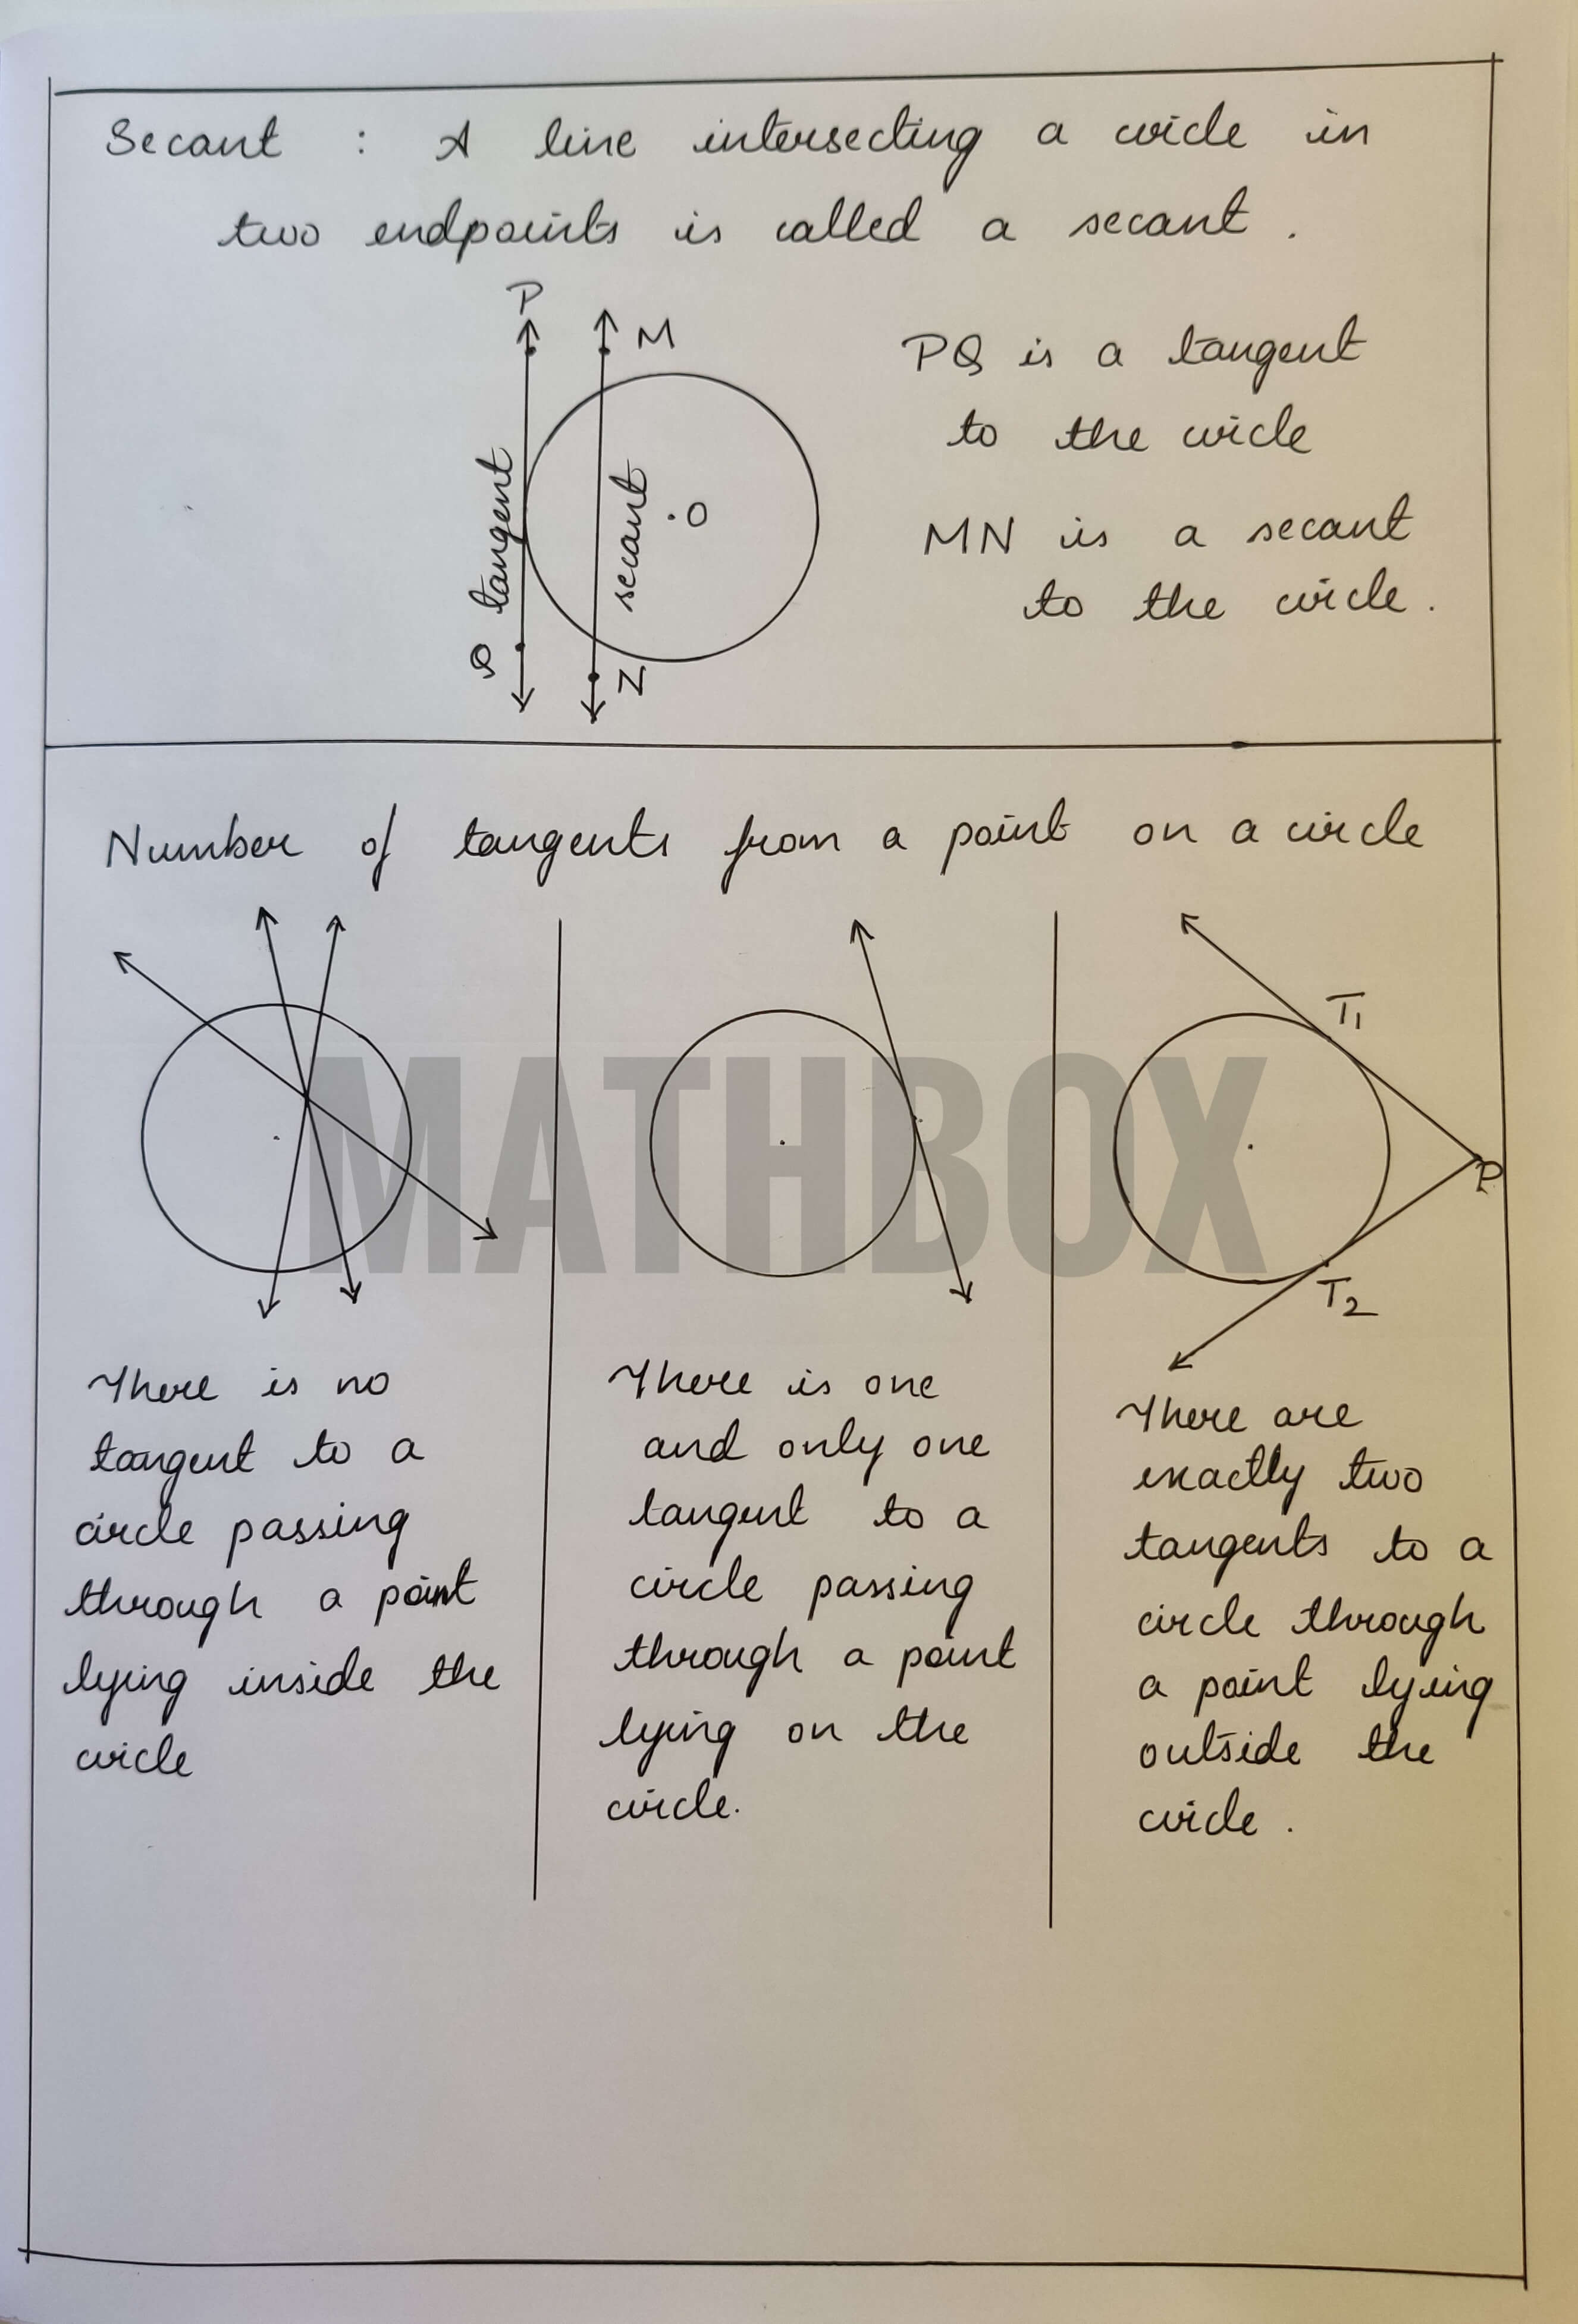 Secant : A line intersecting a circle in
two endpoints is called a secant .
P
M
PQ is a tangent
to the circle
tangent
secant
O
MN is a secant
to the circle .
Q
N
Number of tangents from a point on a circle
T1
P
T2
MATHBOX
There is no
tangent to a
circle passing
through a point
lying inside the
circle
There is one
and only one
tangent to a
circle passing
through a point
lying on the
circle.
There are
exactly two
tangents to a
circle through
a point lying
outside the
circle .